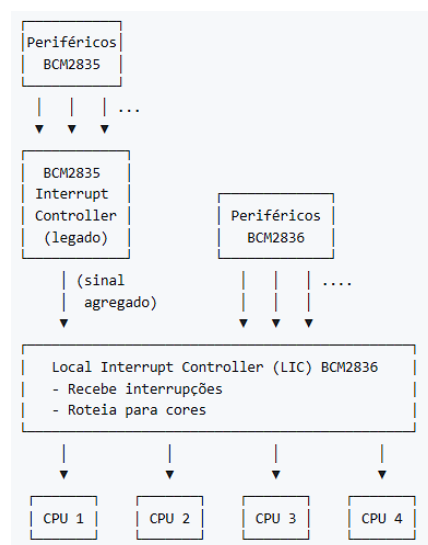 Periféricos
BCM2835
...
BCM2835
Interrupt
Controller
(legado)
Periféricos
BCM2836
(sinal
agregado)
....
Local Interrupt Controller (LIC) BCM2836
- Recebe interrupções
- Roteia para cores
CPU 1 CPU 2 CPU 3 CPU 4